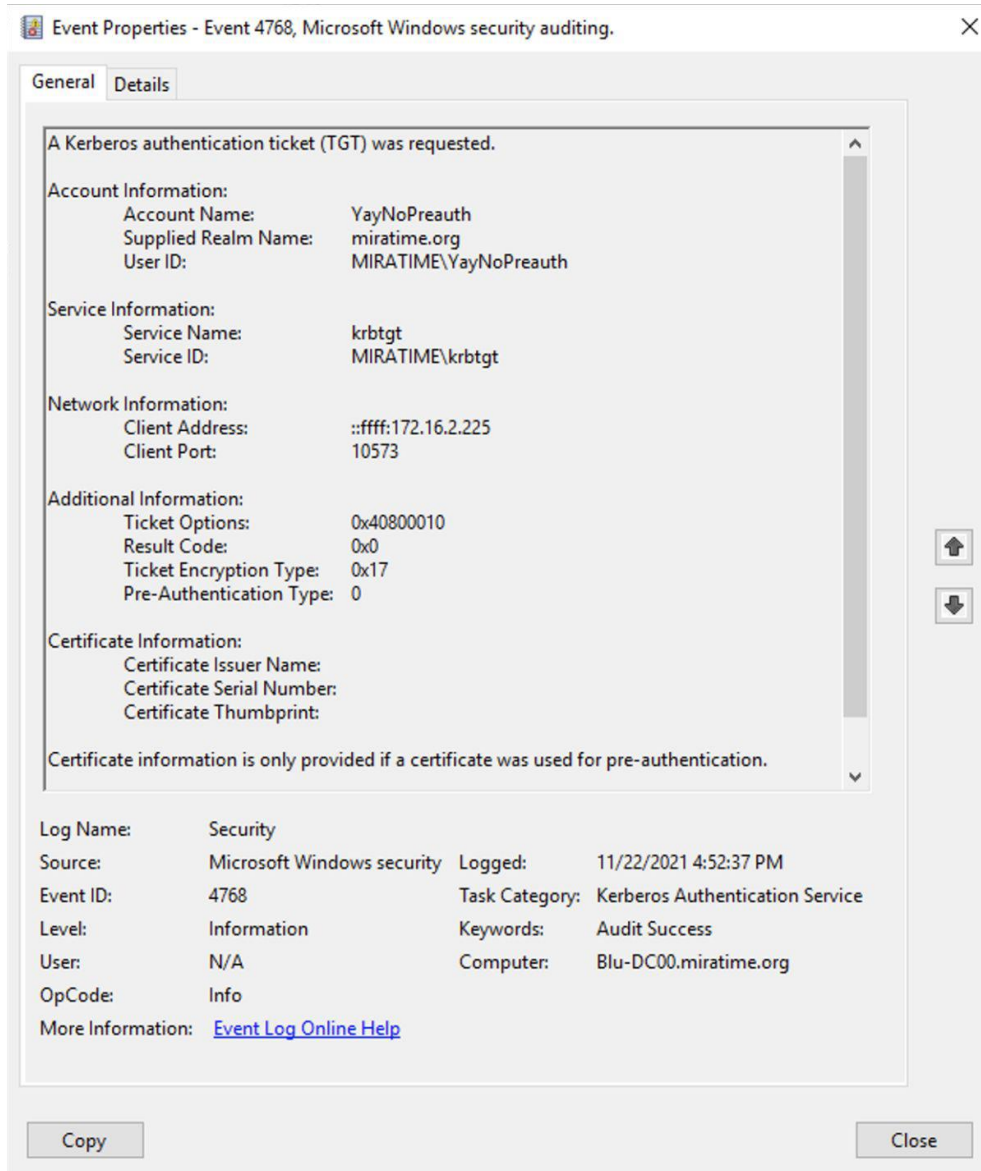 Event Properties - Event 4768, Microsoft Windows security auditing.
General Details
A Kerberos authentication ticket (TGT) was requested.
Account Information:
Account Name: YayNoPreauth
Supplied Realm Name: miratime.org
User ID: MIRATIME\YayNoPreauth
Service Information:
Service Name: krbtgt
Service ID: MIRATIME\krbtgt
Network Information:
Client Address: ::ffff:172.16.2.225
Client Port: 10573
Additional Information:
Ticket Options: 0x40800010
Result Code: 0x0
Ticket Encryption Type: 0x17
Pre-Authentication Type: 0
Certificate Information:
Certificate Issuer Name:
Certificate Serial Number:
Certificate Thumbprint:
Certificate information is only provided if a certificate was used for pre-authentication.
Log Name: Security
Source: Microsoft Windows security Logged: 11/22/2021 4:52:37 PM
Event ID: 4768 Task Category: Kerberos Authentication Service
Level: Information Keywords: Audit Success
User: N/A Computer: Blu-DC00.miratime.org
OpCode: Info
More Information: Event Log Online Help
Copy Close